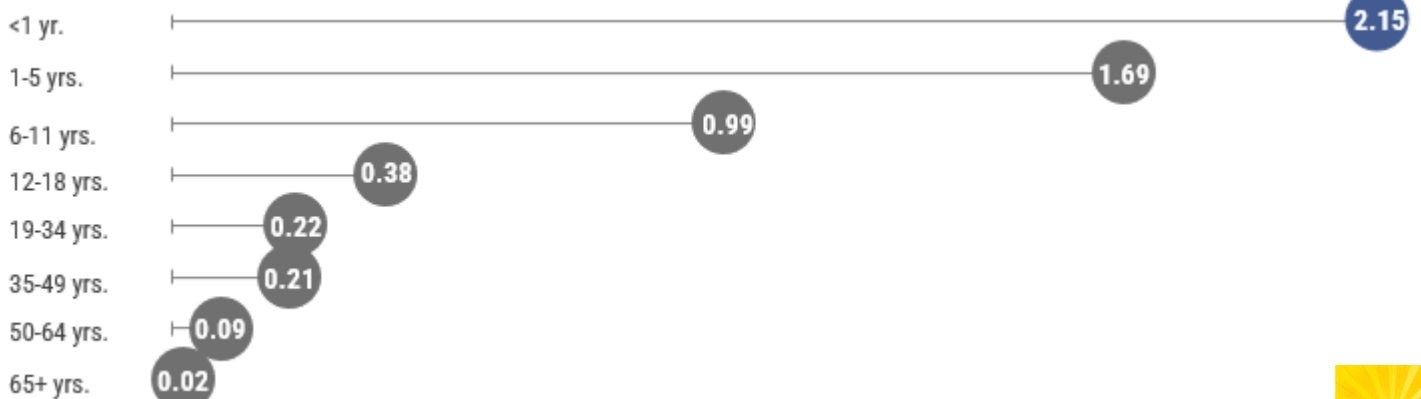 <1 yr. 2.15
1-5 yrs. 1.69
6-11 yrs. 0.99
12-18 yrs. 0.38
19-34 yrs. 0.22
35-49 yrs. 0.21
50-64 yrs. 0.09
65+ yrs. 0.02